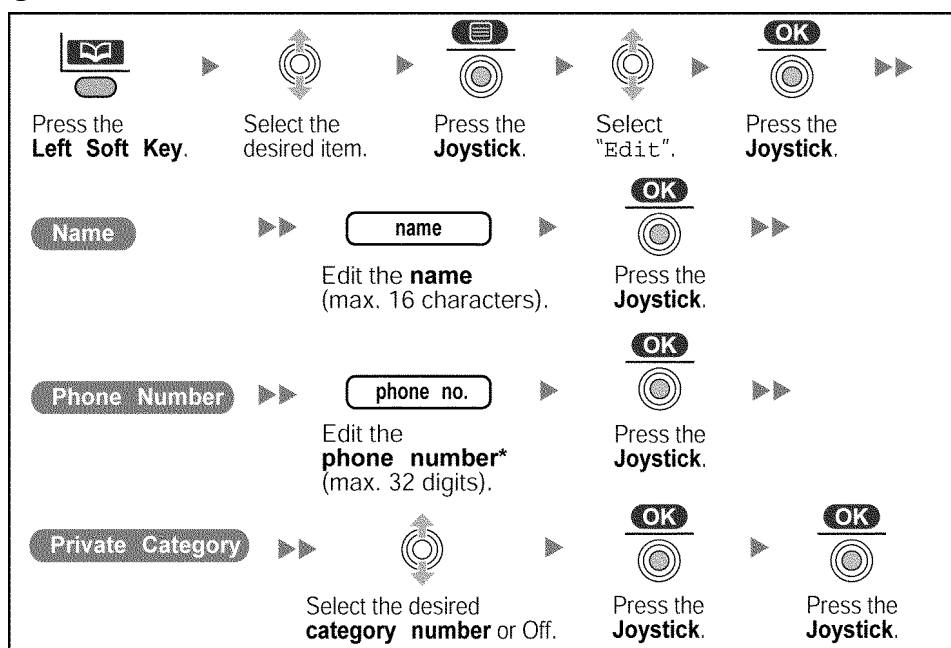 OK
Press the
Left Soft Key.
Select the
desired item.
Press the
Joystick.
Select
"Edit".
Press the
Joystick.
Name
name
Edit the name
(max. 16 characters).
OK
Press the
Joystick.
Phone Number
phone no.
Edit the
phone number*
(max. 32 digits).
OK
Press the
Joystick.
Private Category
Select the desired
category number or Off.
OK
Press the
Joystick.
OK
Press the
Joystick.